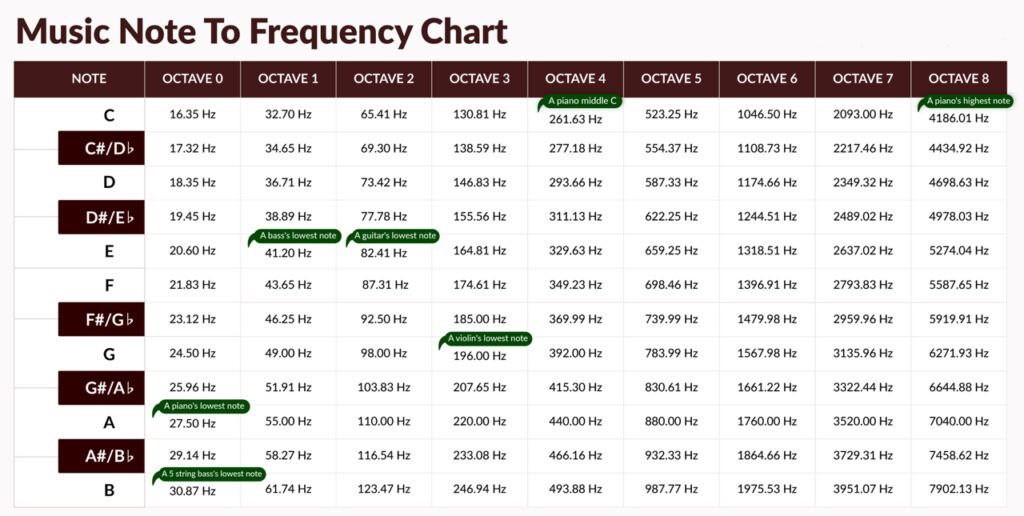 Music Note To Frequency Chart
NOTE OCTAVE 0 OCTAVE 1 OCTAVE 2 OCTAVE 3 OCTAVE 4 OCTAVE 5 OCTAVE 6 OCTAVE 7 OCTAVE 8
A piano middle C A piano's highest note
C 16.35 Hz 32.70 Hz 65.41 Hz 130.81 Hz 261.63 Hz 523.25 Hz 1046.50 Hz 2093.00 Hz 4186.01 Hz
C#/D♭ 17.32 Hz 34.65 Hz 69.30 Hz 138.59 Hz 277.18 Hz 554.37 Hz 1108.73 Hz 2217.46 Hz 4434.92 Hz
D 18.35 Hz 36.71 Hz 73.42 Hz 146.83 Hz 293.66 Hz 587.33 Hz 1174.66 Hz 2349.32 Hz 4698.63 Hz
D#/E♭ 19.45 Hz 38.89 Hz 77.78 Hz 155.56 Hz 311.13 Hz 622.25 Hz 1244.51 Hz 2489.02 Hz 4978.03 Hz
A bass's lowest note A guitar's lowest note
E 20.60 Hz 41.20 Hz 82.41 Hz 164.81 Hz 329.63 Hz 659.25 Hz 1318.51 Hz 2637.02 Hz 5274.04 Hz
F 21.83 Hz 43.65 Hz 87.31 Hz 174.61 Hz 349.23 Hz 698.46 Hz 1396.91 Hz 2793.83 Hz 5587.65 Hz
F#/G♭ 23.12 Hz 46.25 Hz 92.50 Hz 185.00 Hz 369.99 Hz 739.99 Hz 1479.98 Hz 2959.96 Hz 5919.91 Hz
A violin's lowest note
G 24.50 Hz 49.00 Hz 98.00 Hz 196.00 Hz 392.00 Hz 783.99 Hz 1567.98 Hz 3135.96 Hz 6271.93 Hz
G#/A♭ 25.96 Hz 51.91 Hz 103.83 Hz 207.65 Hz 415.30 Hz 830.61 Hz 1661.22 Hz 3322.44 Hz 6644.88 Hz
A piano's lowest note
A 27.50 Hz 55.00 Hz 110.00 Hz 220.00 Hz 440.00 Hz 880.00 Hz 1760.00 Hz 3520.00 Hz 7040.00 Hz
A#/B♭ 29.14 Hz 58.27 Hz 116.54 Hz 233.08 Hz 466.16 Hz 932.33 Hz 1864.66 Hz 3729.31 Hz 7458.62 Hz
A 5 string bass's lowest note
B 30.87 Hz 61.74 Hz 123.47 Hz 246.94 Hz 493.88 Hz 987.77 Hz 1975.53 Hz 3951.07 Hz 7902.13 Hz